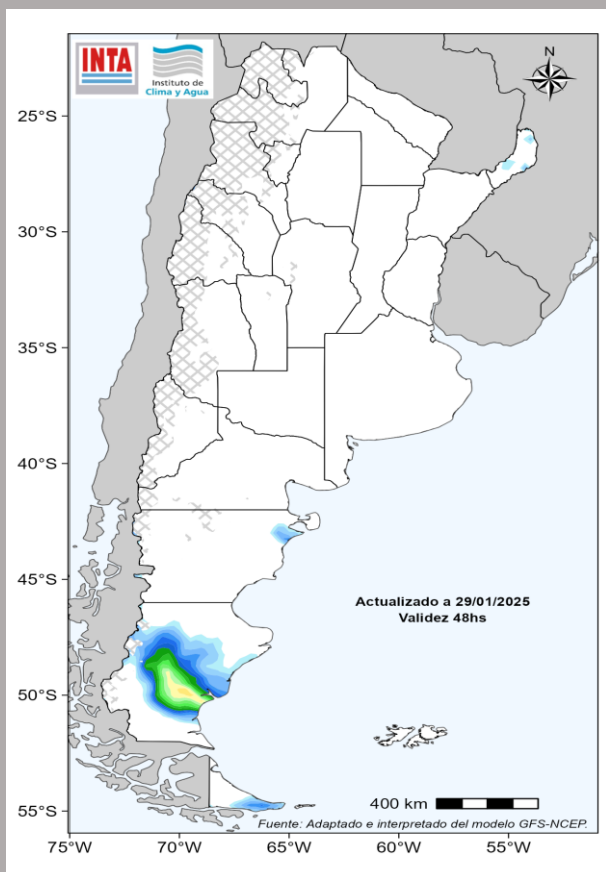 INTA
Instituto de
Clima y Agua
N
25°S
30°S
35°S
40°S
45°S
Actualizado a 29/01/2025
Validez 48hs
50°S
400 km
55°S
Fuente: Adaptado e interpretado del modelo GFS-NCEP.
75°W 70°W 65°W 60°W 55°W